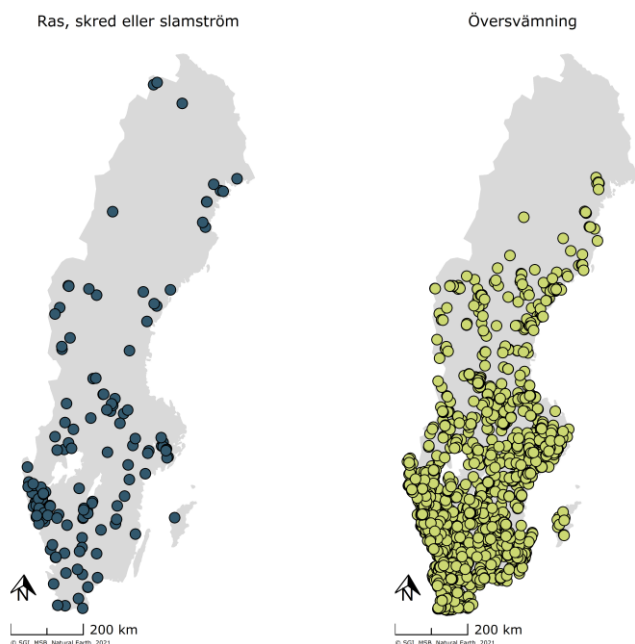 Ras, skred eller slamström
Översvämning
N
200 km
© SGI, MSB, Natural Earth, 2021
N
200 km
© SGI, MSB, Natural Earth, 2021